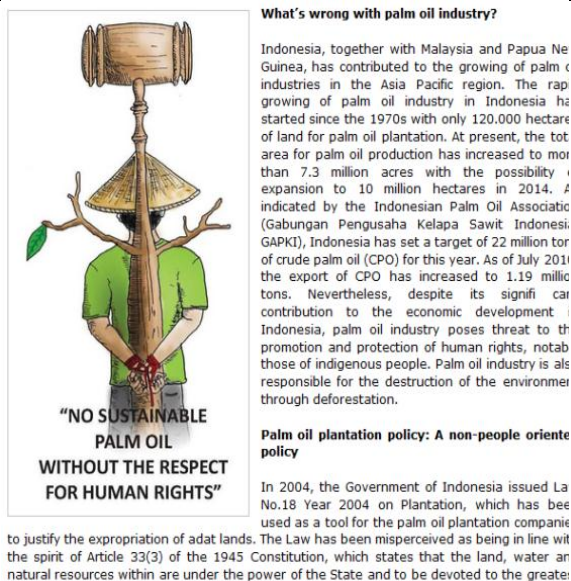 What's wrong with palm oil industry?
Indonesia, together with Malaysia and Papua Ne
Guinea, has contributed to the growing of palm o
industries in the Asia Pacific region. The rapi
growing of palm oil industry in Indonesia ha
started since the 1970s with only 120.000 hectare
of land for palm oil plantation. At present, the tot
area for palm oil production has increased to mor
than 7.3 million acres with the possibility
expansion to 10 million hectares in 2014. A
indicated by the Indonesian Palm Oil Associatio
(Gabungan Pengusaha Kelapa Sawit Indonesia
GAPKI), Indonesia has set a target of 22 million ton
of crude palm oil (CPO) for this year. As of July 2010
the export of CPO has increased to 1.19 millio
tons. Nevertheless, despite its signifi can
contribution to the economic development
Indonesia, palm oil industry poses threat to th
promotion and protection of human rights, notab
those of indigenous people. Palm oil industry is als
responsible for the destruction of the environmen
through deforestation.
Palm oil plantation policy: A non-people oriente
policy
In 2004, the Government of Indonesia issued La
No.18 Year 2004 on Plantation, which has bee
used as a tool for the palm oil plantation companie
to justify the expropriation of adat lands. The Law has been misperceived as being in line wit
the spirit of Article 33(3) of the 1945 Constitution, which states that the land, water an
natural resources within are under the power of the State and to be devoted to the greates
"NO SUSTAINABLE
PALM OIL
WITHOUT THE RESPECT
FOR HUMAN RIGHTS"